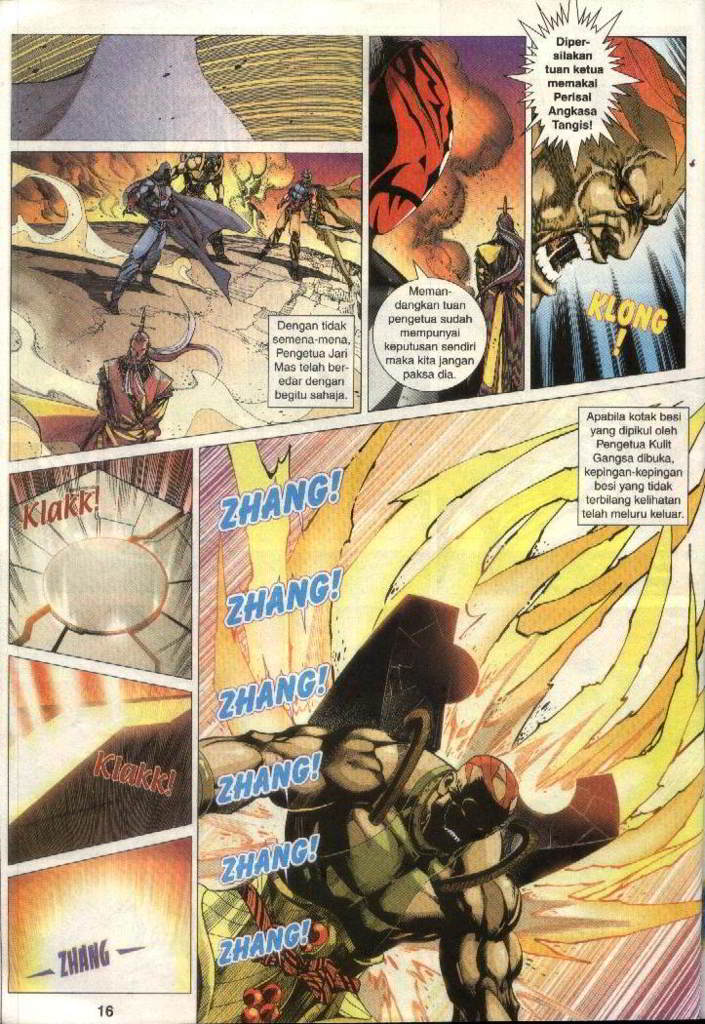 Dengan tidak
semena-mena,
Pengetua Jari
Mas telah ber-
edar dengan
begitu sahaja.
Meman-
dangkan tuan
pengetua sudah
mempunyai
keputusan sendiri
maka kita jangan
paksa dia.
Diper-
silakan
tuan ketua
memakai
Perisai
Angkasa
Tangis!
KLONG
!
Klakk!
Klakk!
ZHANG
Apabila kotak besi
yang dipikul oleh
Pengetua Kulit
Gangsa dibuka,
kepingan-kepingan
besi yang tidak
terbilang kelihatan
telah meluru keluar.
ZHANG!
ZHANG!
ZHANG!
ZHANG!
ZHANG!
ZHANG!
16